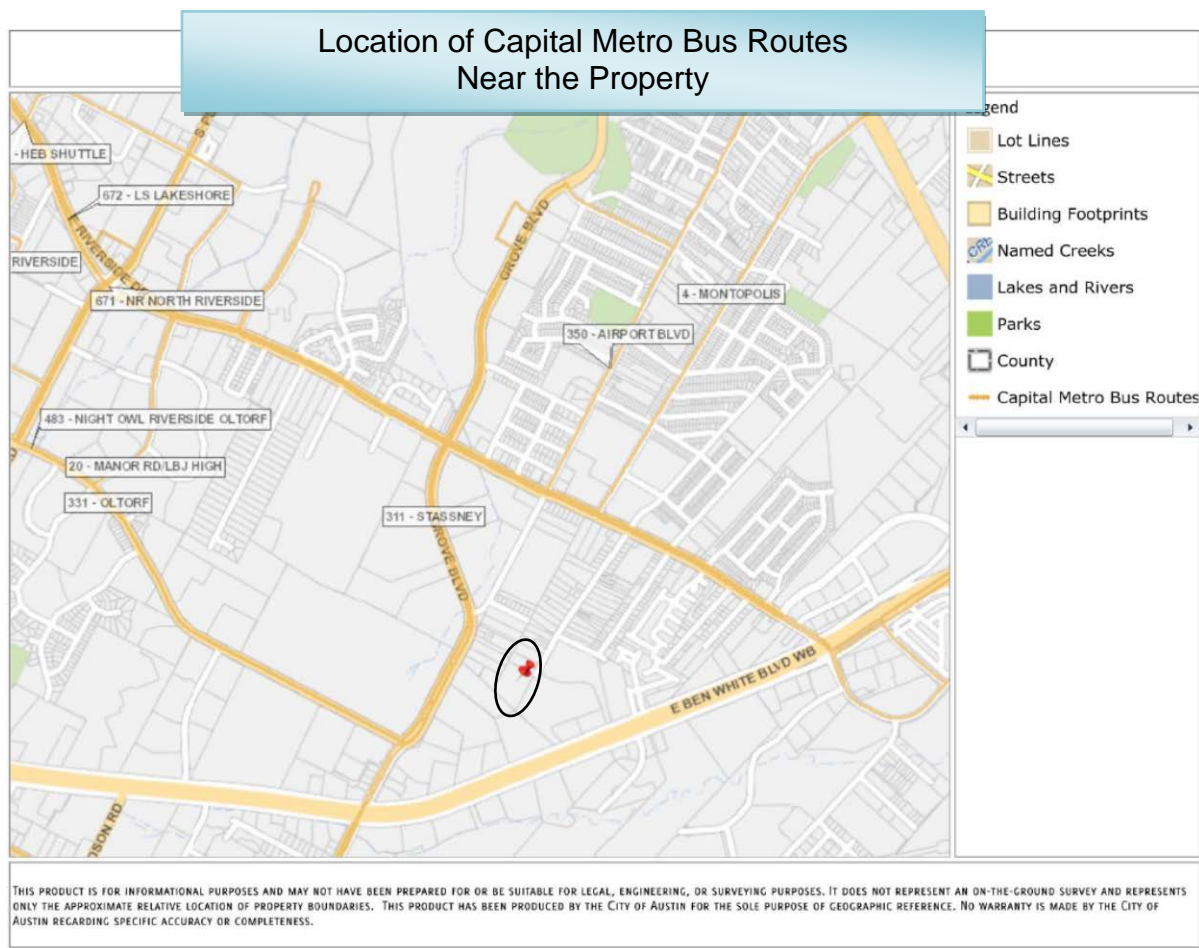 Location of Capital Metro Bus Routes
Near the Property
egend
Lot Lines
Streets
Building Footprints
CRE
Named Creeks
Lakes and Rivers
Parks
County
Capital Metro Bus Routes
- HEB SHUTTLE
S P
672 - LS LAKESHORE
E RIVERSIDE DR
RIVERSIDE
671 - NR NORTH RIVERSIDE
GROVE BLVD
4 - MONTOPOLIS
350 - AIRPORT BLVD
483 - NIGHT OWL RIVERSIDE OLTORF
20 - MANOR RD/LBJ HIGH
331 - OLTORF
311 - STASSNEY
GROVE BLVD
E BEN WHITE BLVD WB
DSON RD
THIS PRODUCT IS FOR INFORMATIONAL PURPOSES AND MAY NOT HAVE BEEN PREPARED FOR OR BE SUITABLE FOR LEGAL, ENGINEERING, OR SURVEYING PURPOSES. IT DOES NOT REPRESENT AN ON-THE-GROUND SURVEY AND REPRESENTS
ONLY THE APPROXIMATE RELATIVE LOCATION OF PROPERTY BOUNDARIES. THIS PRODUCT HAS BEEN PRODUCED BY THE CITY OF AUSTIN FOR THE SOLE PURPOSE OF GEOGRAPHIC REFERENCE. NO WARRANTY IS MADE BY THE CITY OF
AUSTIN REGARDING SPECIFIC ACCURACY OR COMPLETENESS.